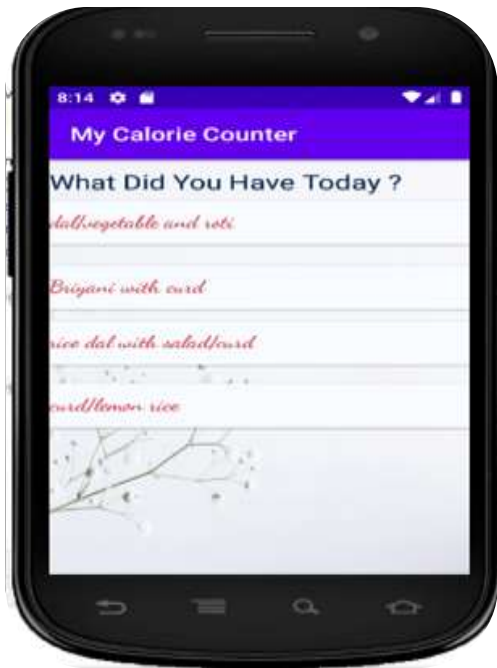 8:14
My Calorie Counter
What Did You Have Today ?
dal/vegetable and roti
Briyani with curd
rice dal with salad/curd
curd/lemon rice